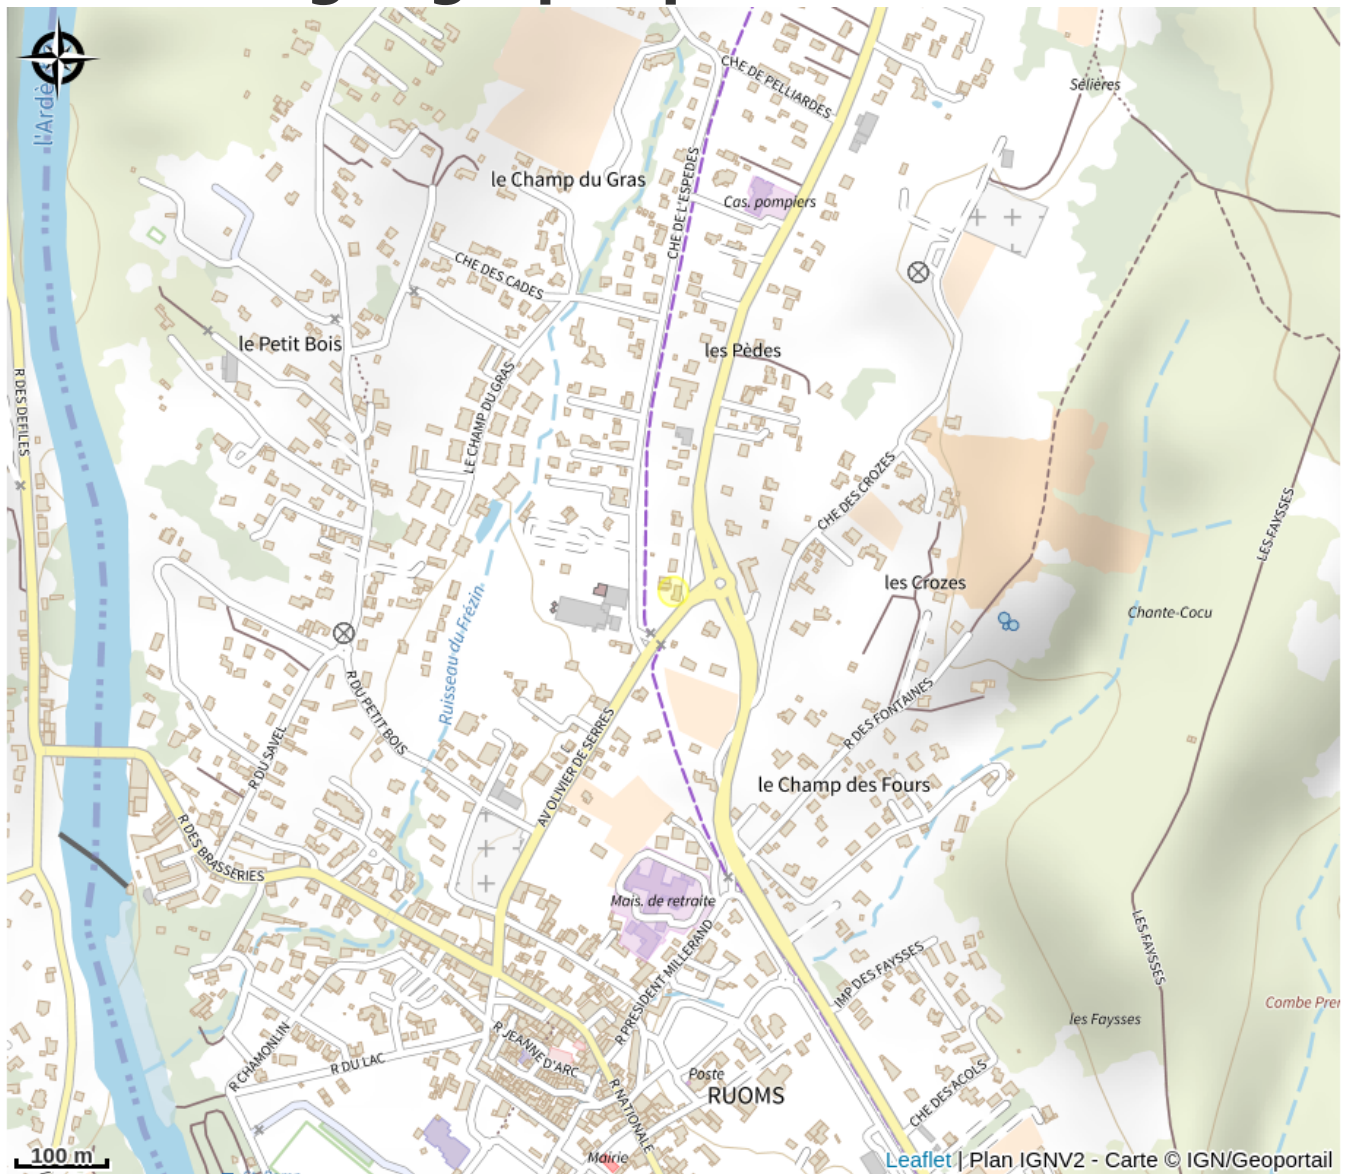 l'Ardè
CHE DE PELLIARDES
Sélières
le Champ du Gras
Cas. pompiers
CHE DE L'ESPEDES
CHE DES CADES
le Petit Bois
les Pèdes
R DES DEFILES
LE CHAMP DU GRAS
CHE DES CROZES
LES FAYSSES
les Crozes
Chante-Cocu
Ruisseau du Frézin
R DU PETIT BOIS
R DES FONTAINES
R DU SAVEL
AV OLIVIER DE SERRES
le Champ des Fours
R DES BRASSERIES
Mais. de retraite
R PRESIDENT MILLERAND
IMP DES FAYSSES
LES FAYSSES
Combe Prer
les Faysses
R CHAMONLIN
R JEANNE D'ARC
R DU LAC
Poste
RUOMS
R NATIONALE
CHE DES ACOLS
Mairie
100 m
Leaflet | Plan IGNV2 - Carte © IGN/Geoportail